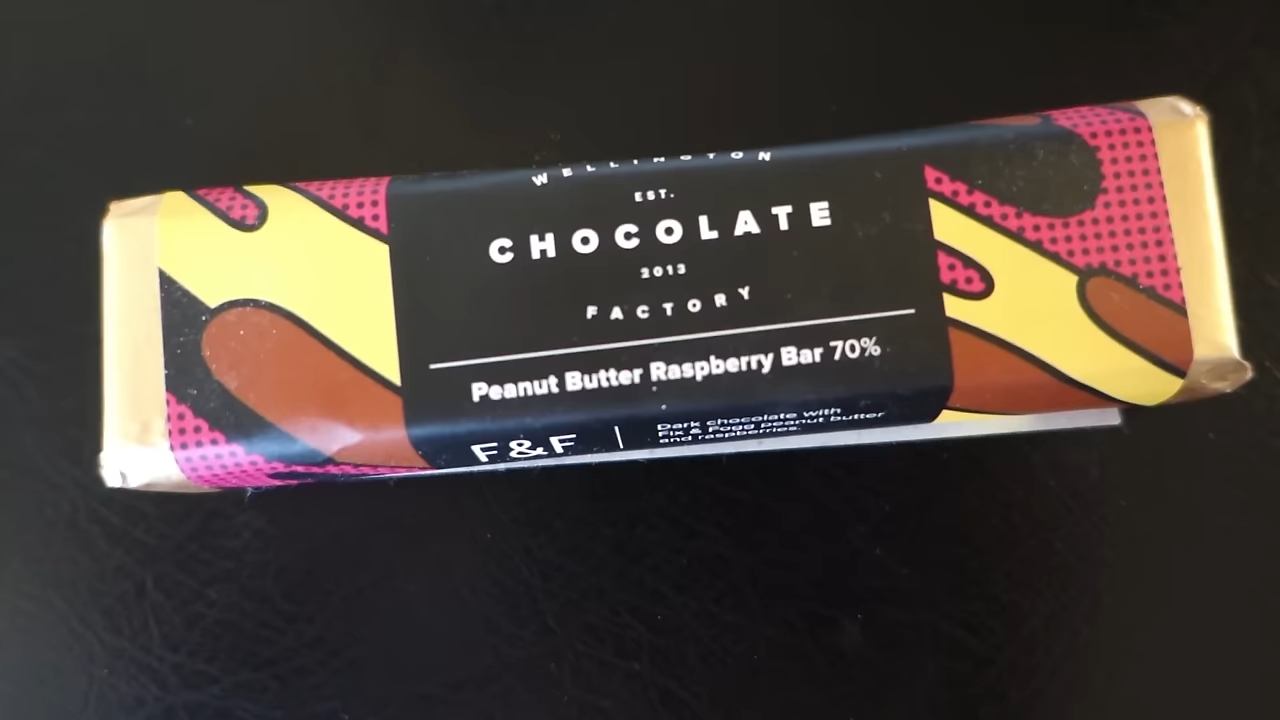 WELLINGTON
EST.
CHOCOLATE
2013
FACTORY
Peanut Butter Raspberry Bar 70%
F&F
Dark chocolate with
Fix & Fogg peanut butter
and raspberries.